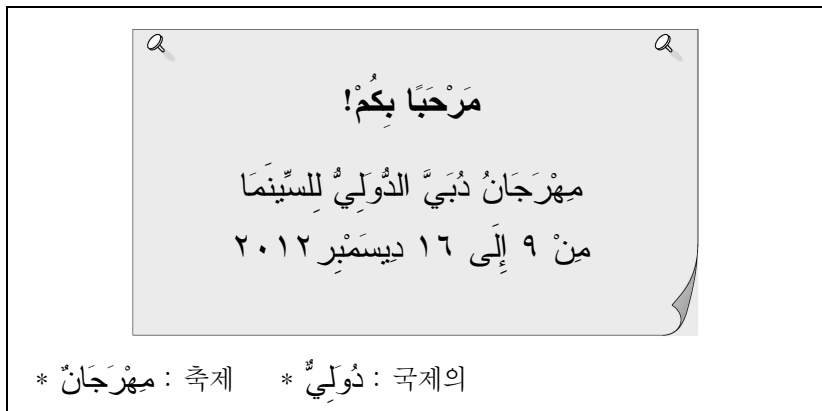 مَرْحَبًا بِكُمْ!
مِهْرَجَانُ دُبَيَّ الدُّوَلِيُّ لِلسِّينَمَا
مِنْ ٩ إِلَى ١٦ دِيسَمْبِر ٢٠١٢
* مِهْرَجَانٌ : 축제 * دُوَلِيٌّ : 국제의